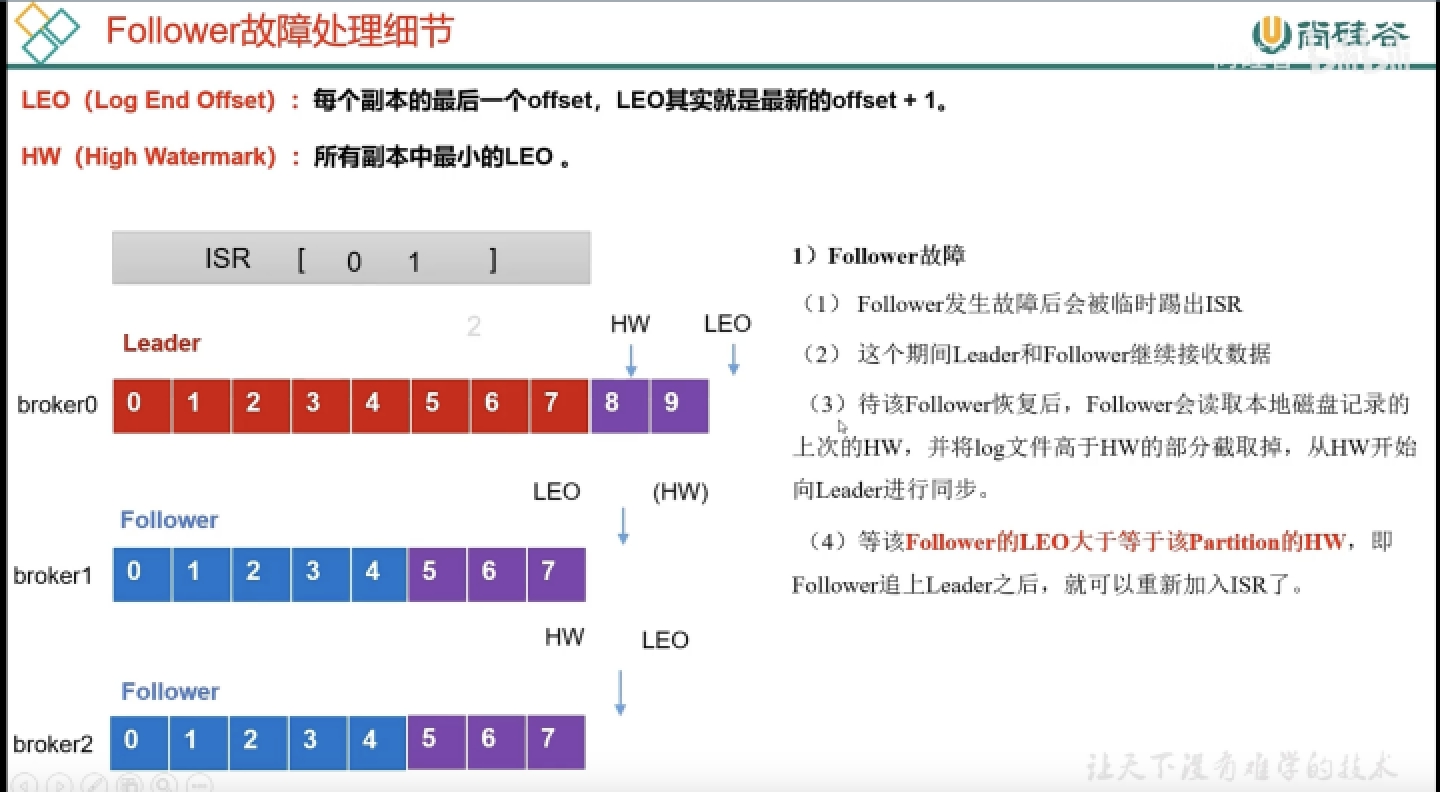 Follower故障处理细节
尚硅谷
LEO（Log End Offset）：每个副本的最后一个offset，LEO其实就是最新的offset + 1。
HW（High Watermark）：所有副本中最小的LEO 。
ISR [ 0 1 ]
2
HW LEO
Leader
broker0 0 1 2 3 4 5 6 7 8 9
LEO (HW)
Follower
broker1 0 1 2 3 4 5 6 7
HW LEO
Follower
broker2 0 1 2 3 4 5 6 7
1）Follower故障
（1） Follower发生故障后会被临时踢出ISR
（2） 这个期间Leader和Follower继续接收数据
（3）待该Follower恢复后，Follower会读取本地磁盘记录的
上次的HW，并将log文件高于HW的部分截取掉，从HW开始
向Leader进行同步。
（4）等该Follower的LEO大于等于该Partition的HW，即
Follower追上Leader之后，就可以重新加入ISR了。
让天下没有难学的技术